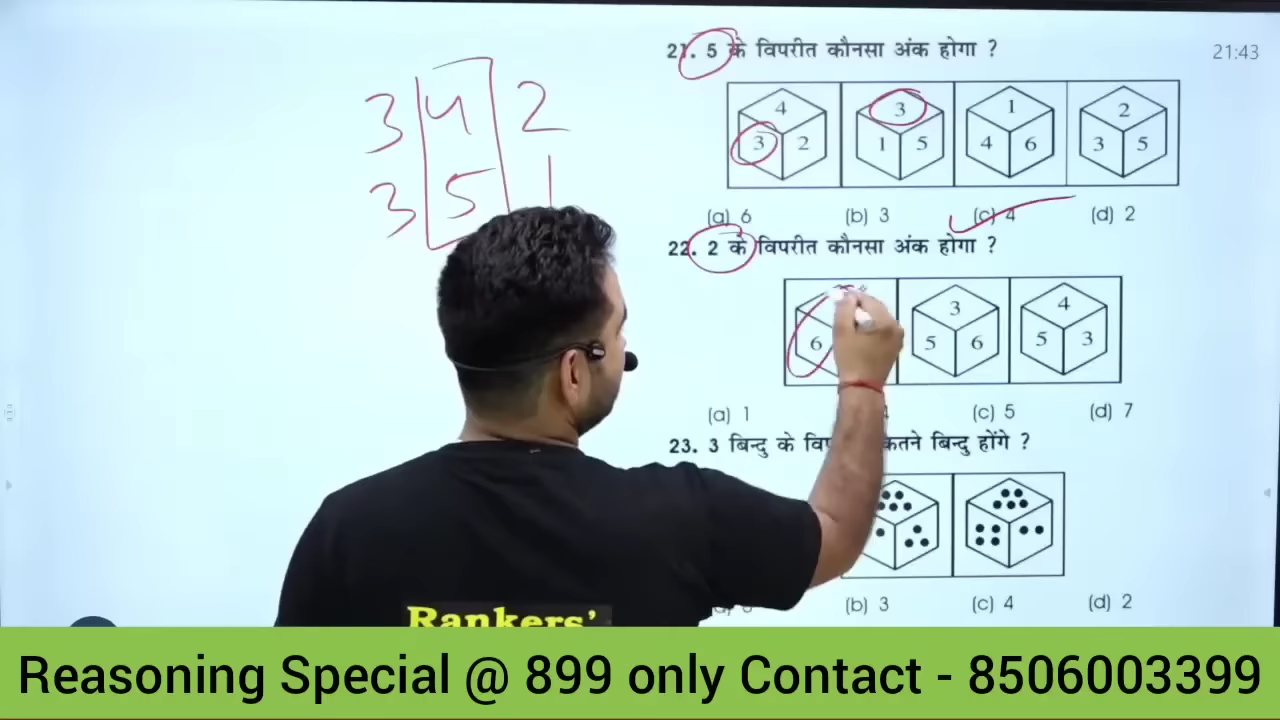 21. 5 के विपरीत कौनसा अंक होगा ?
21:43
3 4 2
3 5 1
4 3 2
3 1 5
1 4 6
2 3 5
(a) 6 (b) 3 (c) 4 (d) 2
22. 2 के विपरीत कौनसा अंक होगा ?
6
3 5 6
4 5 3
(a) 1 (c) 5 (d) 7
23. 3 बिन्दु के कितने बिन्दु होंगे ?
(b) 3 (c) 4 (d) 2
Rankers'
Reasoning Special @ 899 only Contact - 8506003399